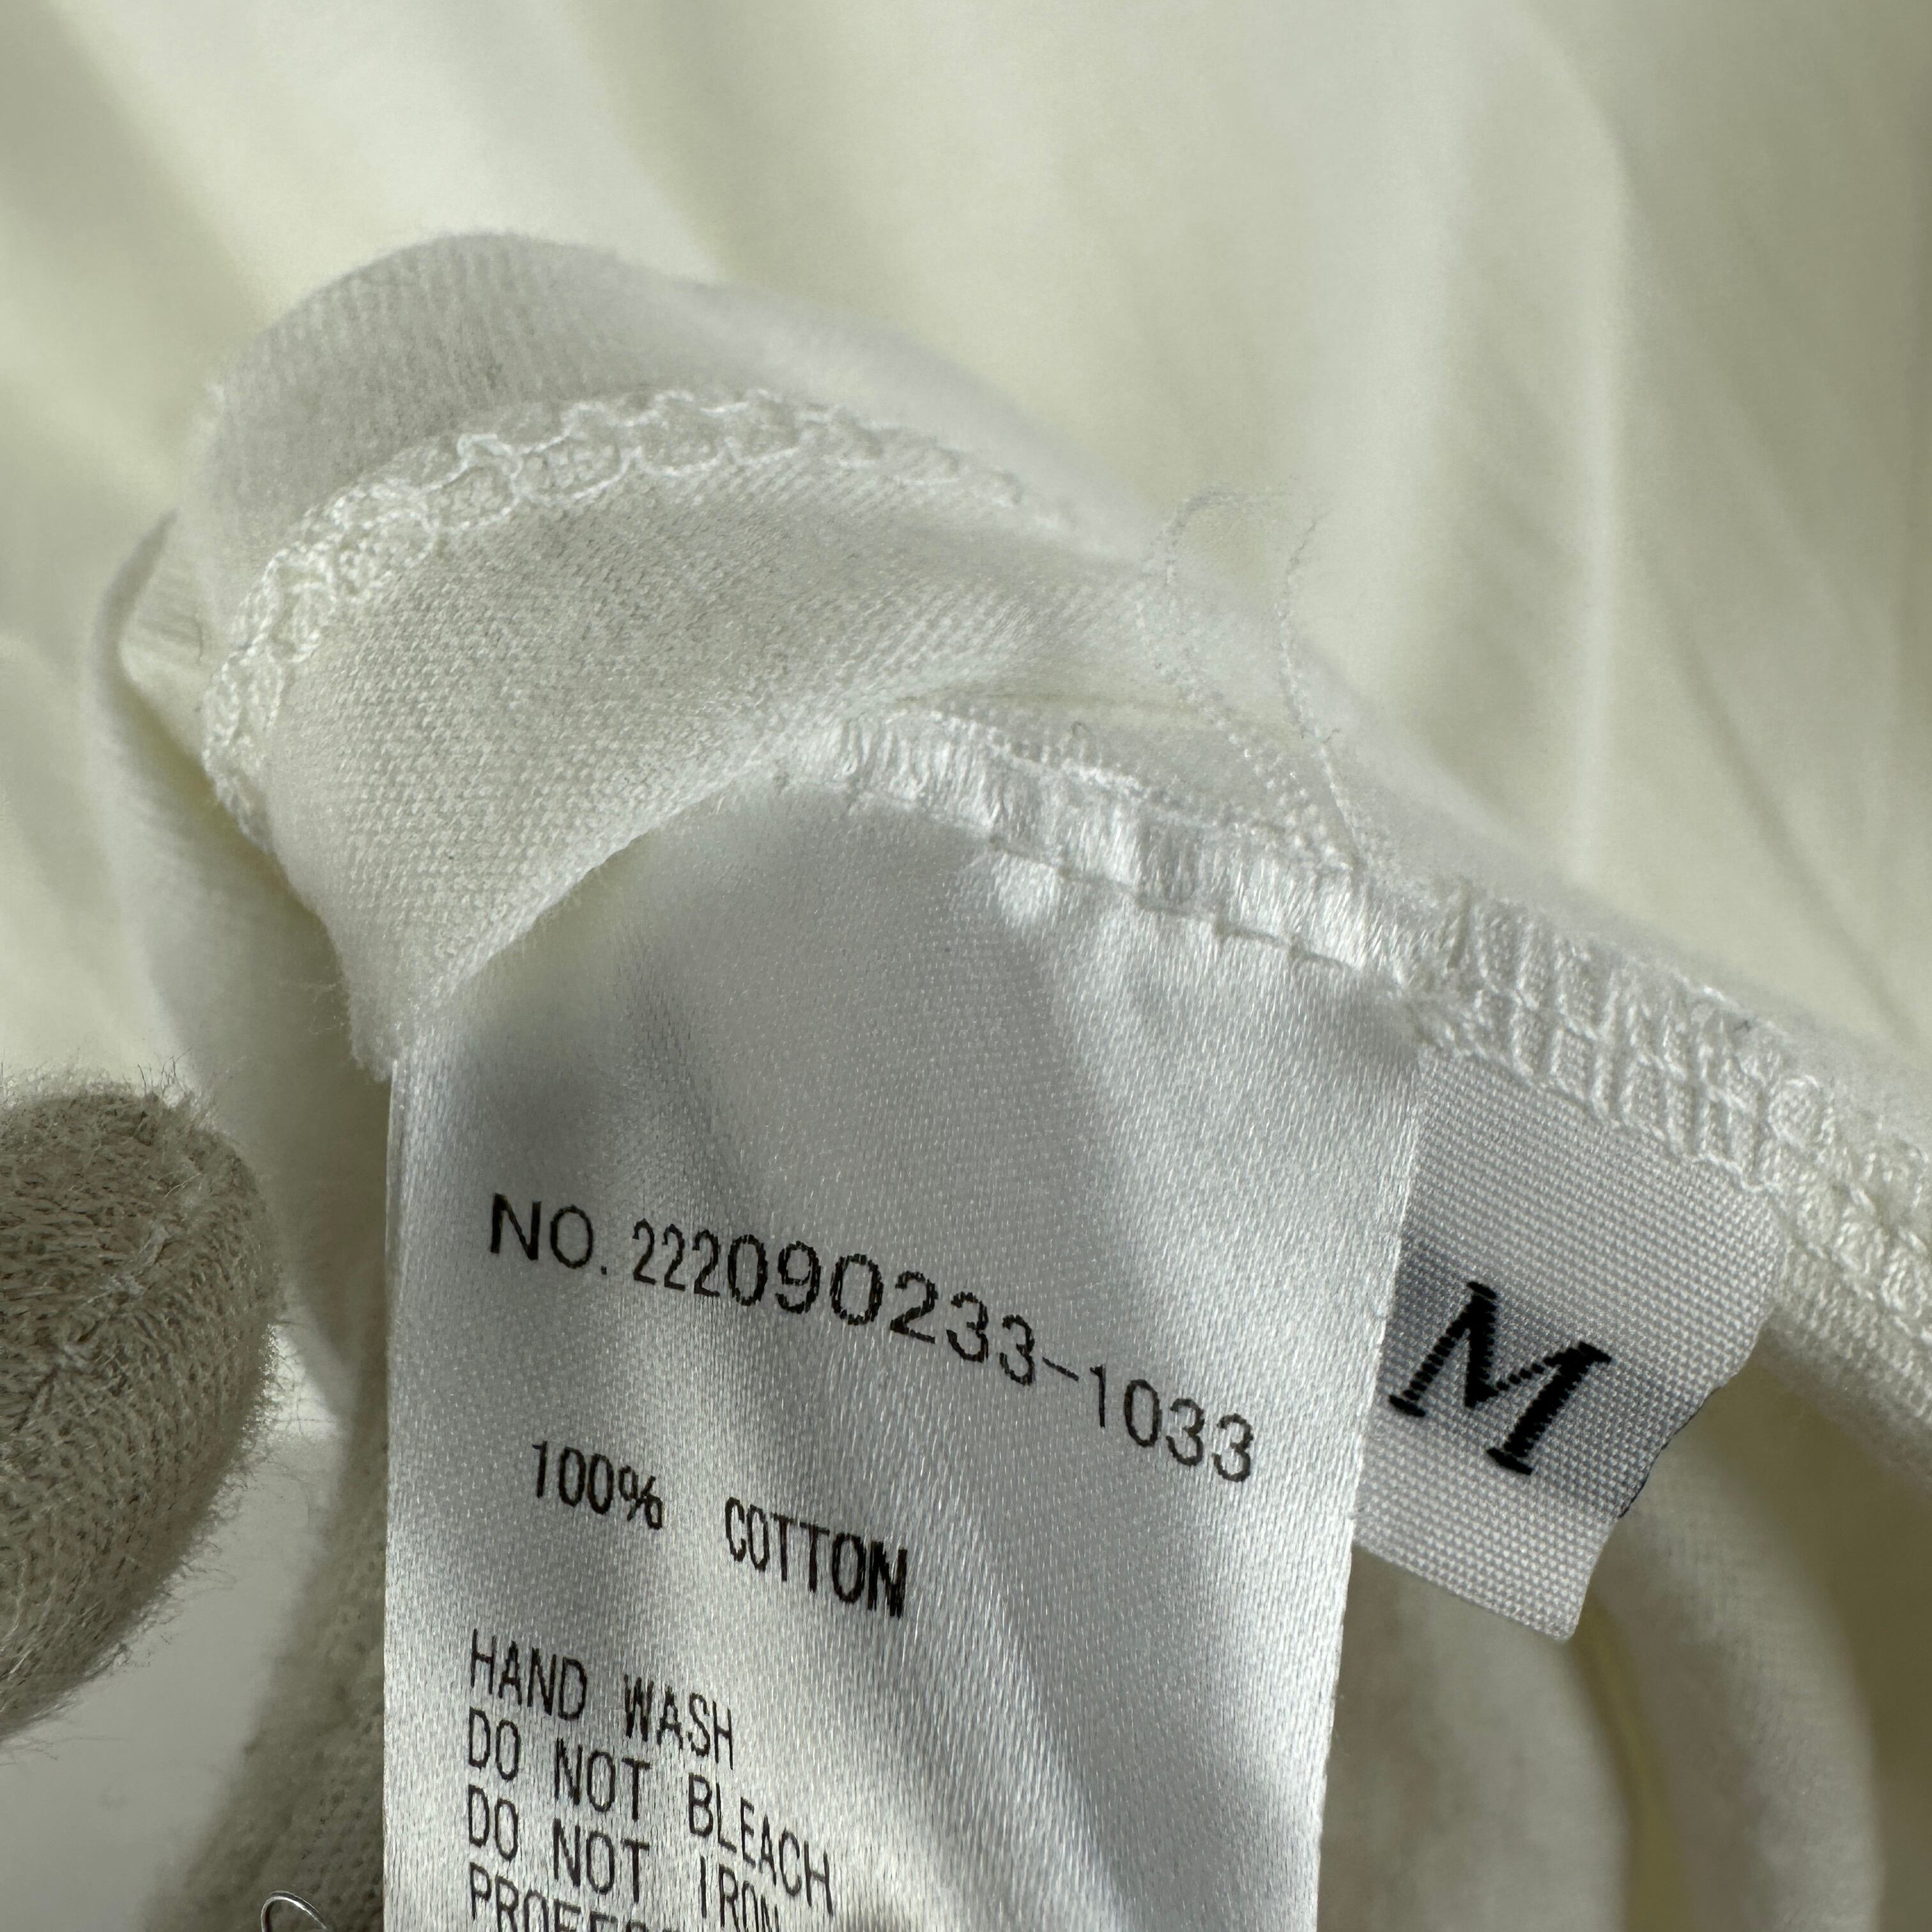 NO. 222090233-1033
M
100% COTTON
HAND WASH
DO NOT BLEACH
DO NOT IRON